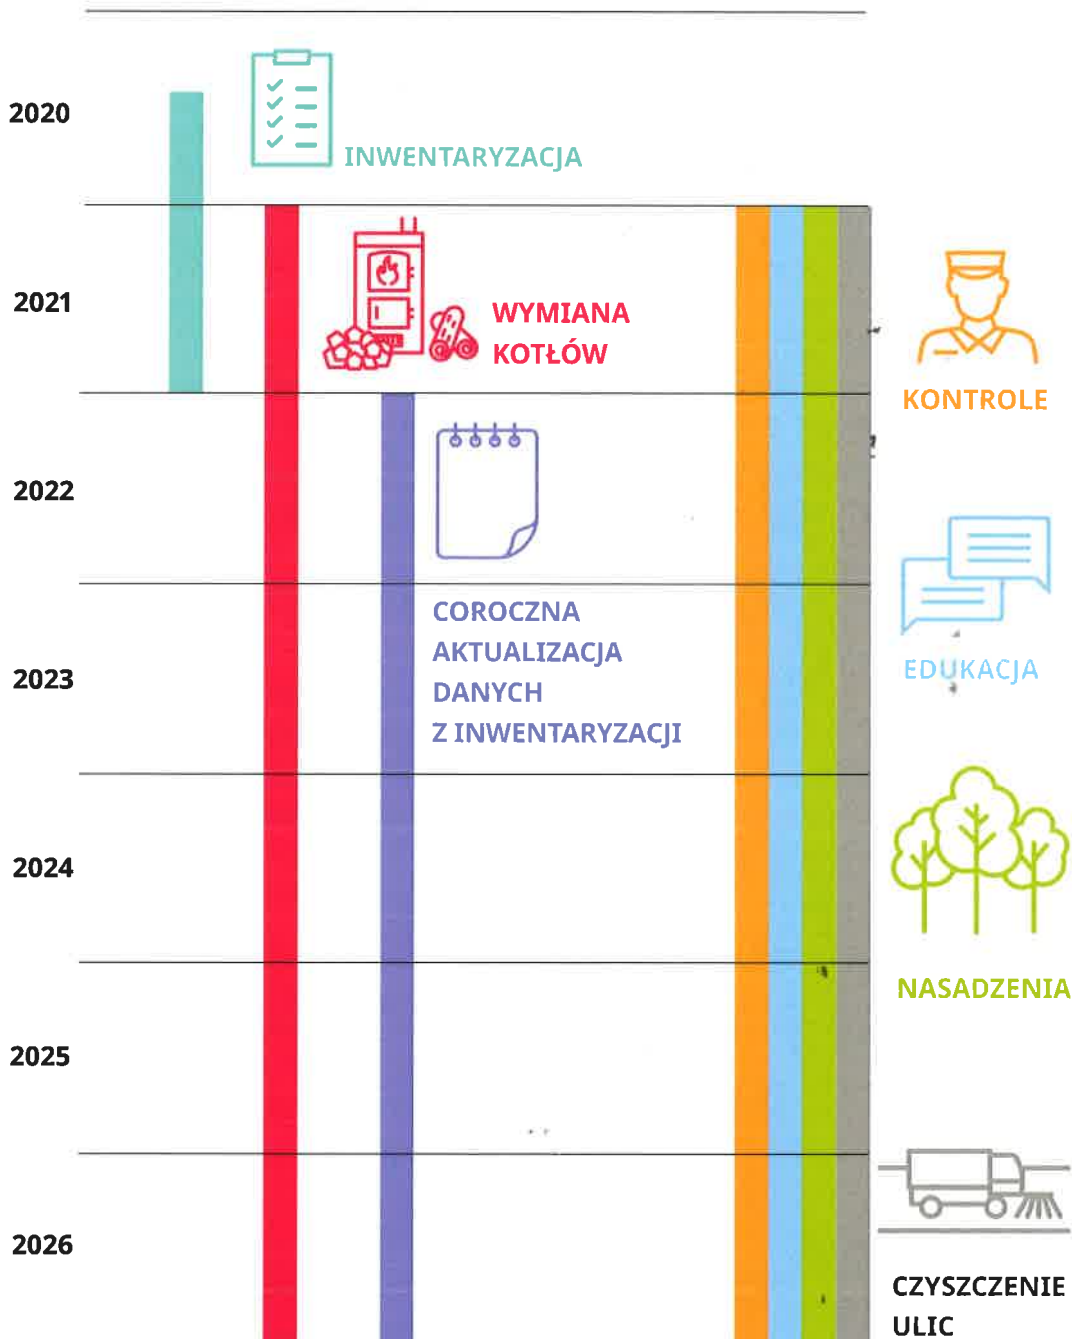 2020
INWENTARYZACJA
2021
WYMIANA
KOTŁÓW
KONTROLE
2022
COROCZNA
AKTUALIZACJA
DANYCH
Z INWENTARYZACJI
EDUKACJA
2023
2024
NASADZENIA
2025
2026
CZYSZCZENIE
ULIC